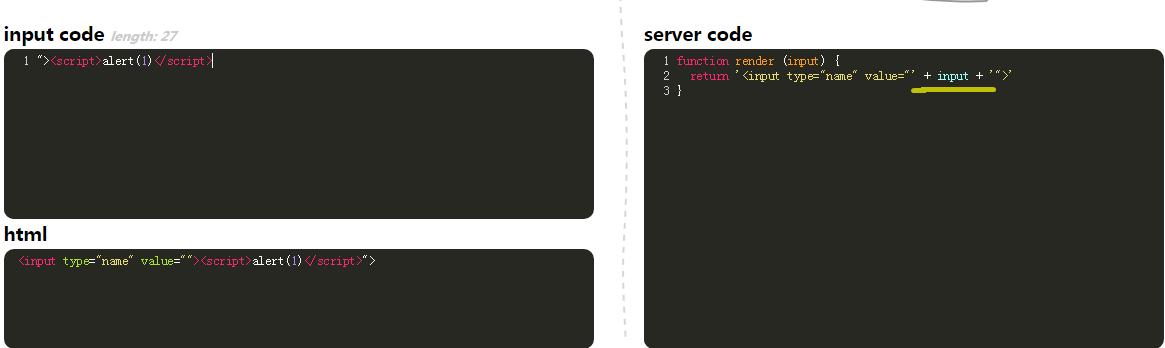 input code length: 27
1 "><script>alert(1)</script>
html
<input type="name" value=""><script>alert(1)</script>">
server code
1 function render (input) {
2 return '<input type="name" value="' + input + '">'
3 }